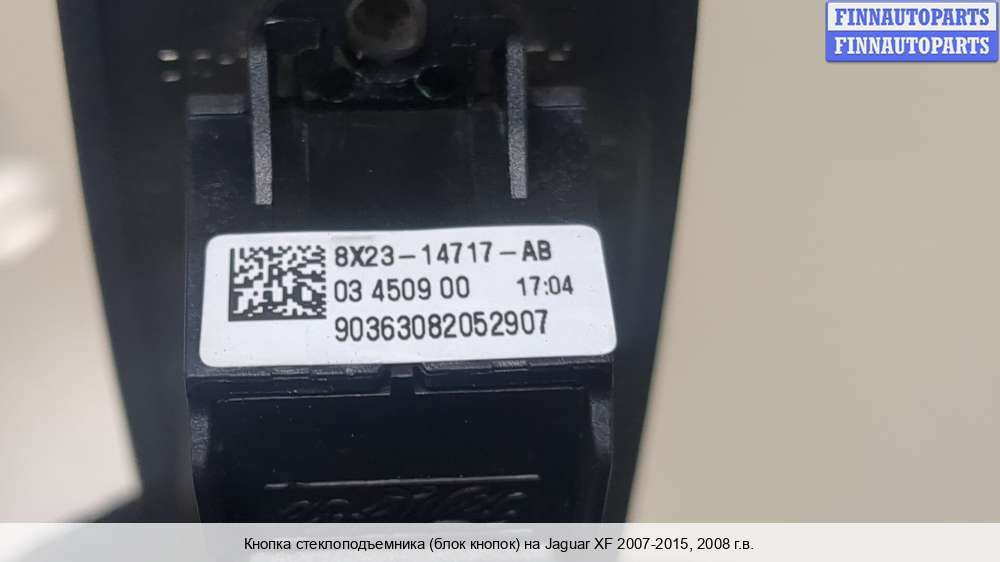 FINNAUTOPARTS
FINNAUTOPARTS
8X23-14717-AB
03 4509 00 17:04
90363082052907
Кнопка стеклоподъемника (блок кнопок) на Jaguar XF 2007-2015, 2008 г.в.